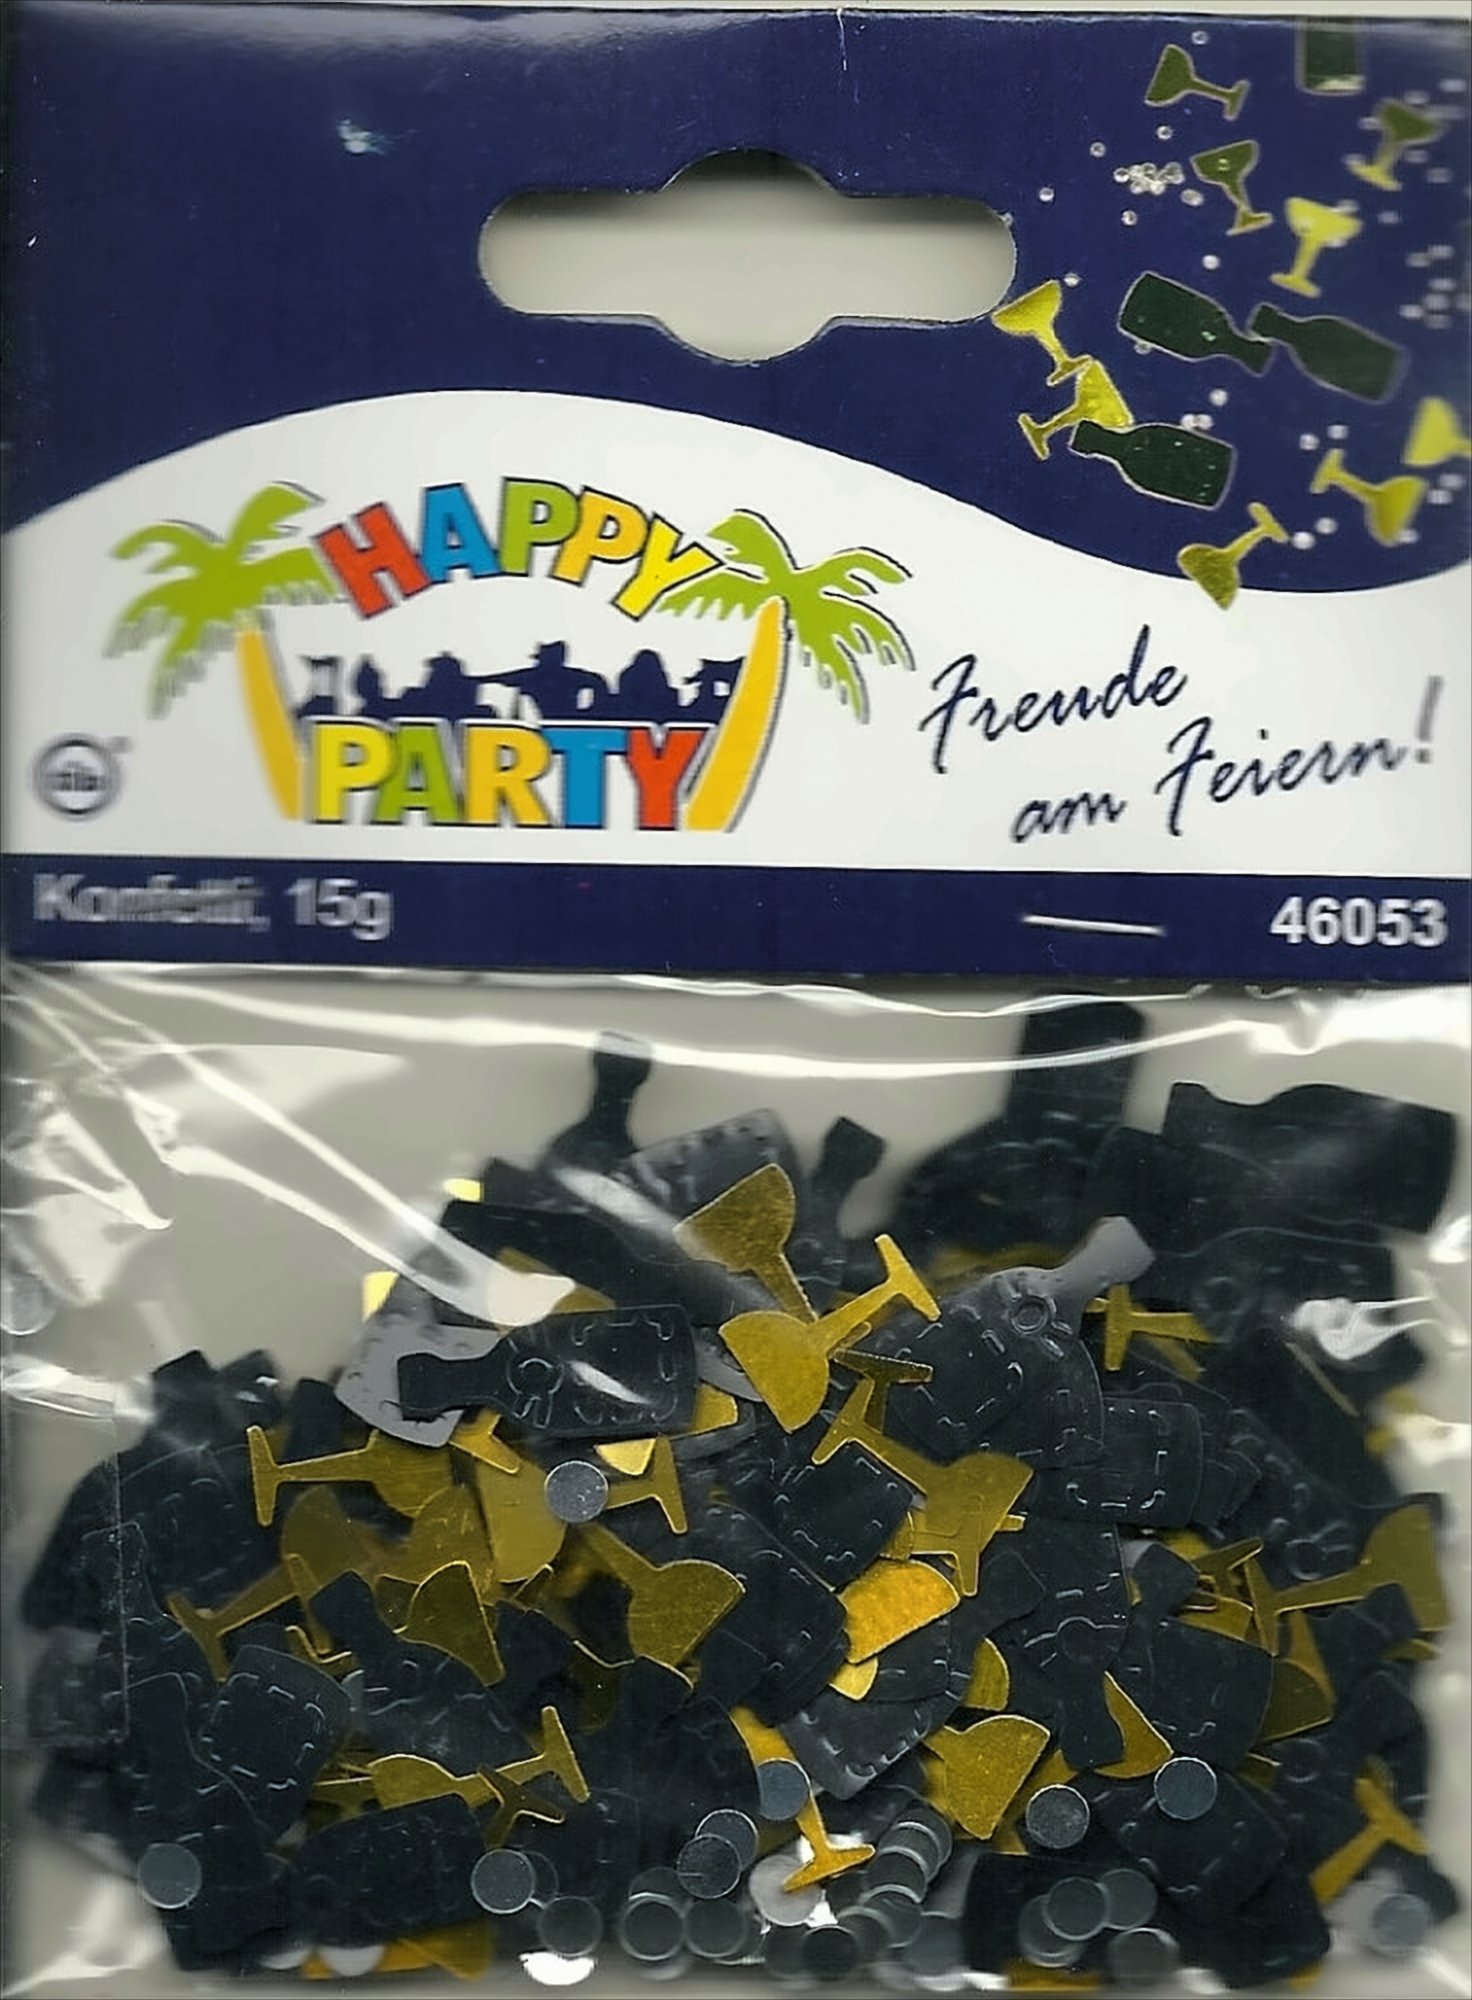 HAPPY
PARTY
Freude
am Feiern!
Konfetti, 15g
46053